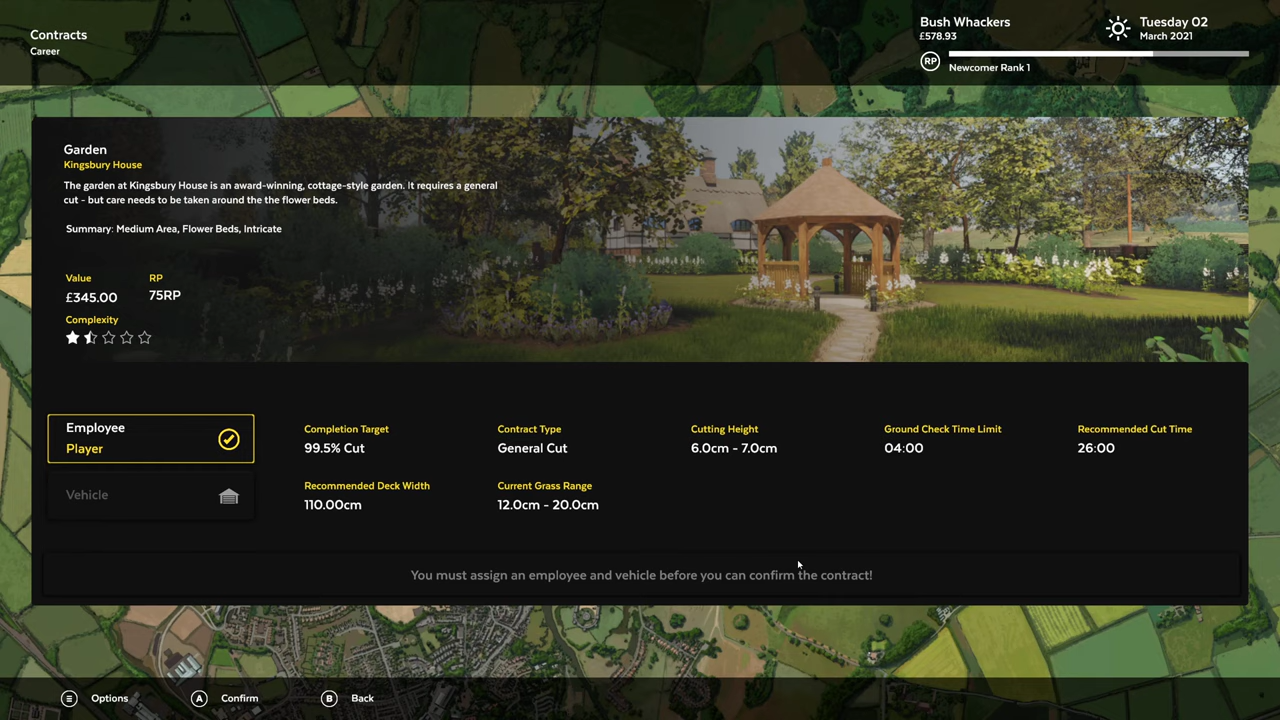 Contracts
Career
Bush Whackers
£578.93
Tuesday 02
March 2021
RP
Newcomer Rank 1
Garden
Kingsbury House
The garden at Kingsbury House is an award-winning, cottage-style garden. It requires a general
cut - but care needs to be taken around the the flower beds.
Summary: Medium Area, Flower Beds, Intricate
Value
£345.00
RP
75RP
Complexity
Employee
Player
Vehicle
Completion Target
99.5% Cut
Contract Type
General Cut
Cutting Height
6.0cm - 7.0cm
Ground Check Time Limit
04:00
Recommended Cut Time
26:00
Recommended Deck Width
110.00cm
Current Grass Range
12.0cm - 20.0cm
You must assign an employee and vehicle before you can confirm the contract!
Options
A Confirm
B Back